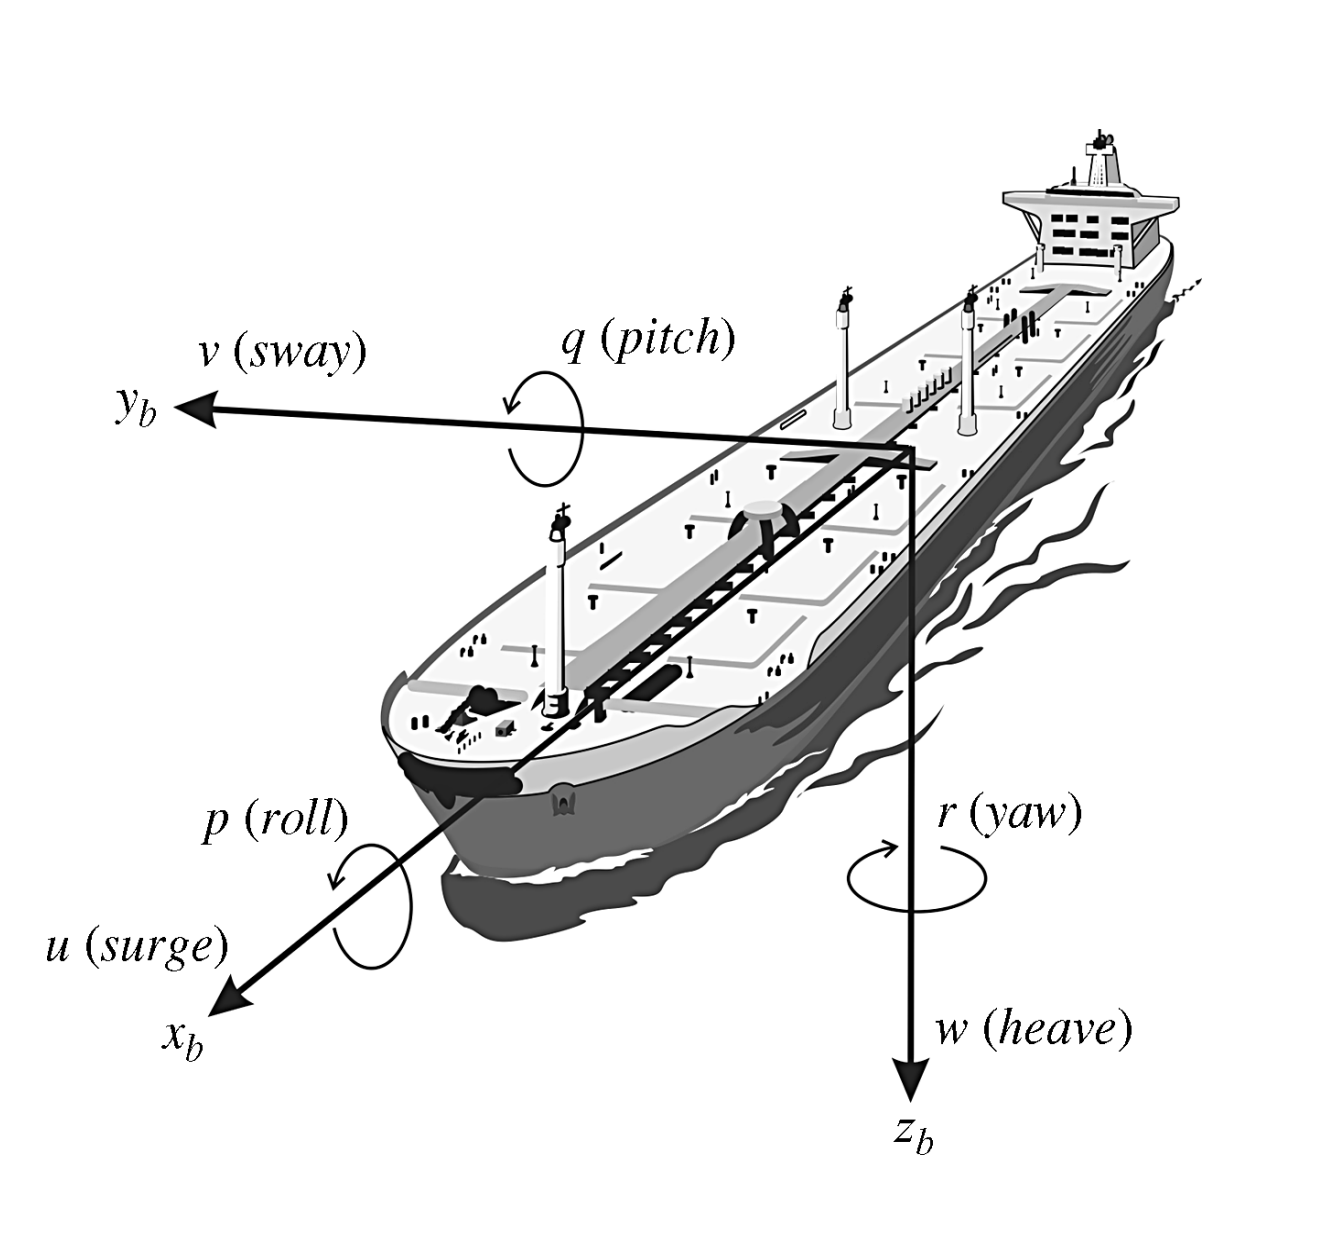 q (pitch)
v (sway)
y_b
p (roll)
r (yaw)
u (surge)
x_b
w (heave)
z_b